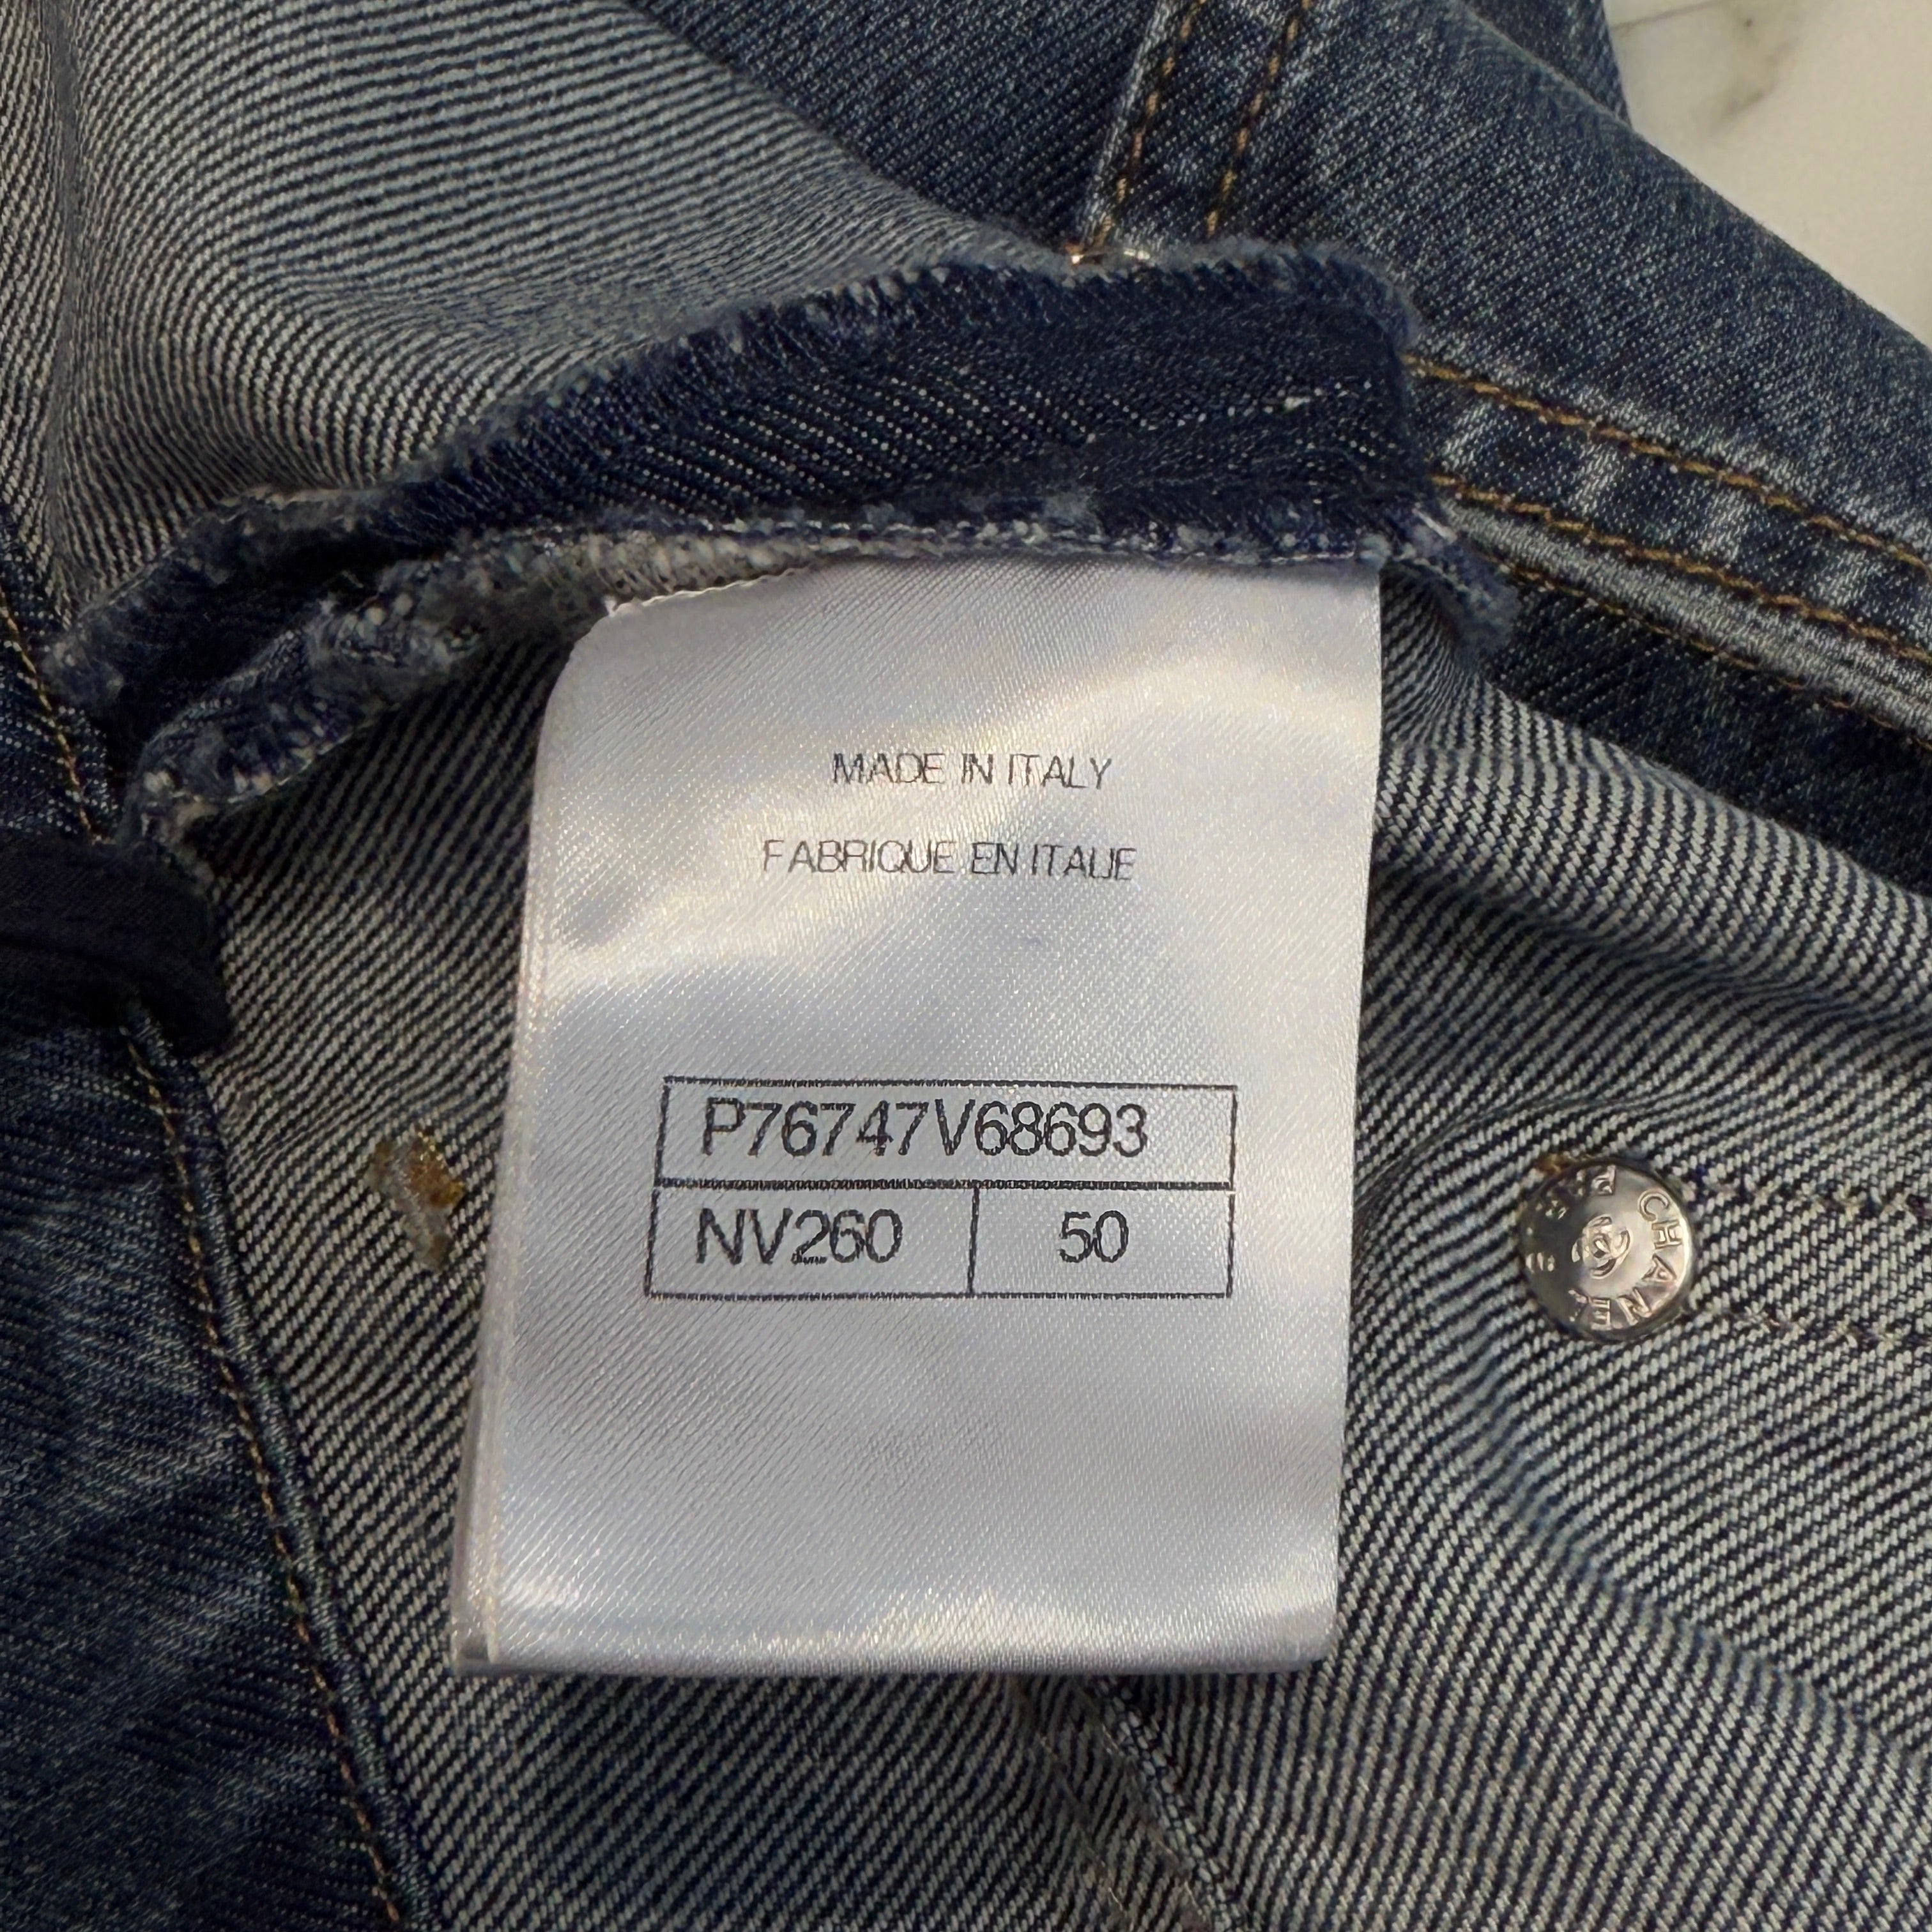 MADE IN ITALY
FABRIQUE EN ITALIE
P76747V68693
NV260
50
CHANEL